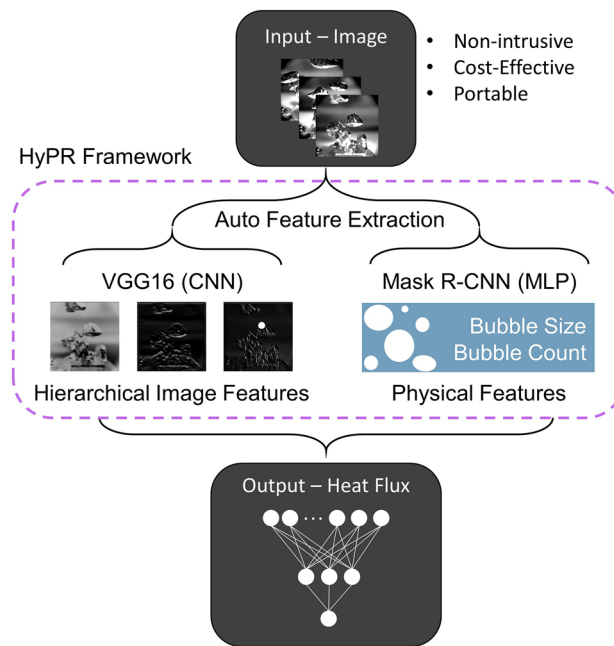 Input – Image
• Non-intrusive
• Cost-Effective
• Portable
HyPR Framework
Auto Feature Extraction
VGG16 (CNN)
Mask R-CNN (MLP)
Bubble Size
Bubble Count
Hierarchical Image Features
Physical Features
Output – Heat Flux
...